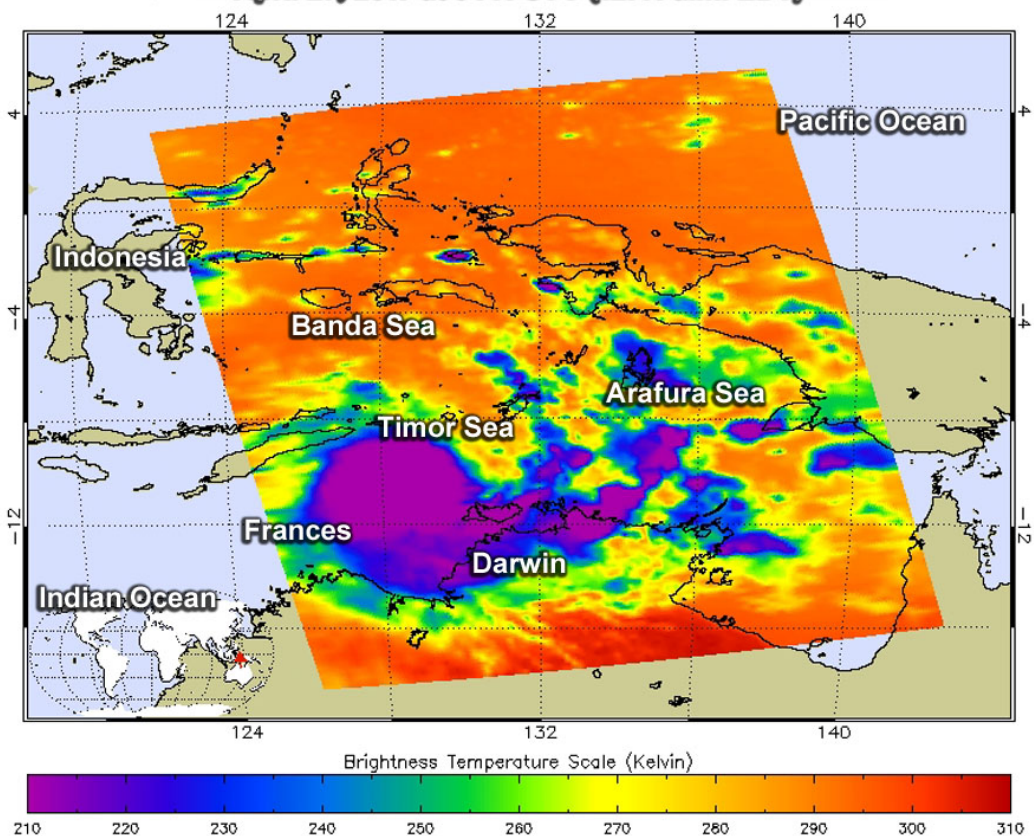 124 132 140
4 4
Pacific Ocean
Indonesia
-4 -4
Banda Sea
Arafura Sea
Timor Sea
-12 -12
Frances
Darwin
Indian Ocean
124 132 140
Brightness Temperature Scale (Kelvin)
210 220 230 240 250 260 270 280 290 300 310